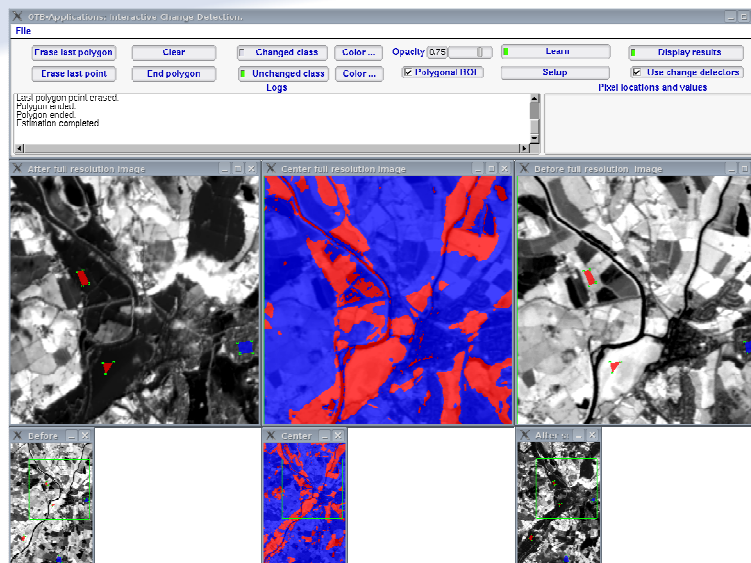 OTB-Applications: Interactive Change Detection.
File
Erase last polygon Clear Changed class Color ... Opacity 0.75 Learn Display results
Erase last point End polygon Unchanged class Color ... Polygonal ROI Setup Use change detectors
Logs Pixel locations and values
Last polygon point erased.
Polygon ended.
Polygon ended.
Estimation completed
After full resolution image Center full resolution image Before full resolution image
Before Center After s